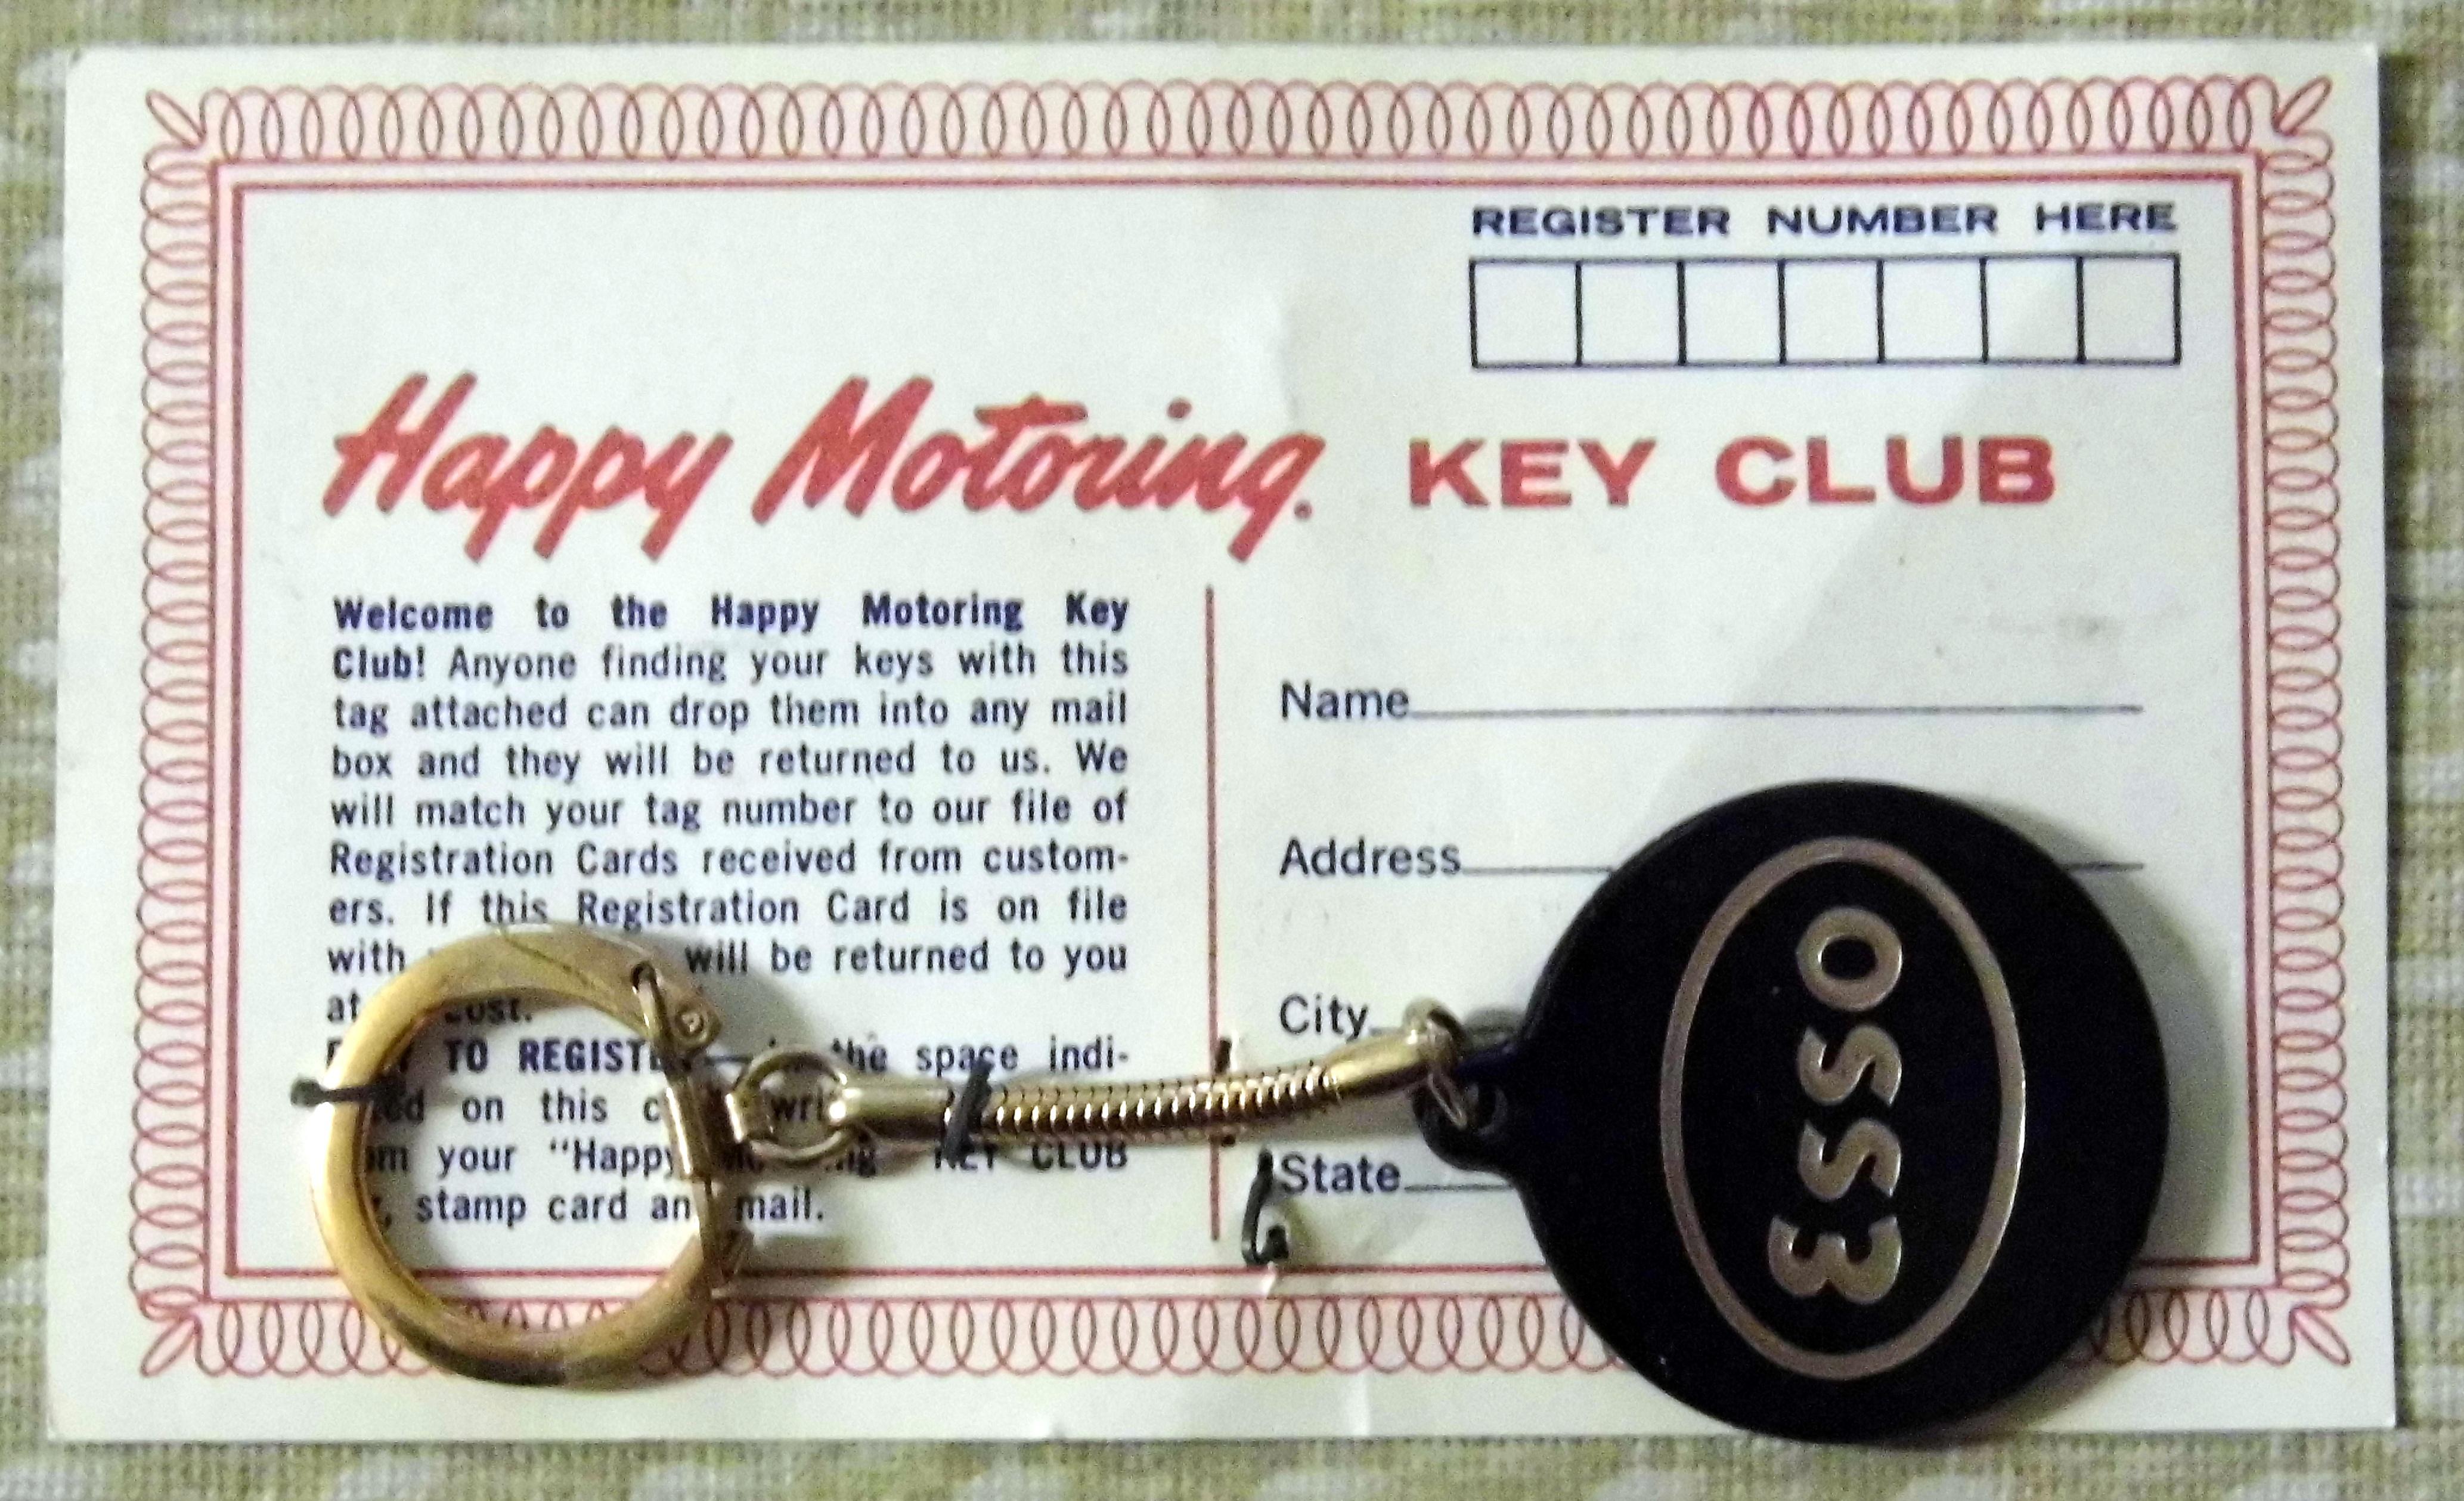 REGISTER NUMBER HERE
Happy Motoring. KEY CLUB
Welcome to the Happy Motoring Key
Club! Anyone finding your keys with this
tag attached can drop them into any mail
box and they will be returned to us. We
will match your tag number to our file of
Registration Cards received from custom-
ers. If this Registration Card is on file
with will be returned to you
at cost.
TO REGISTER the space indi-
on this
your "Happy KEY CLUB
stamp card and mail.
Name
Address
City
State
Esso